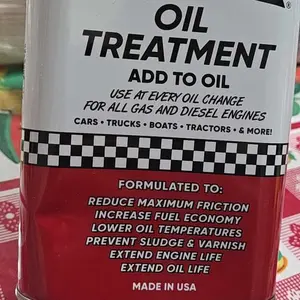 ®
OIL
TREATMENT
ADD TO OIL
USE AT EVERY OIL CHANGE
FOR ALL GAS AND DIESEL ENGINES
CARS • TRUCKS • BOATS • TRACTORS • & MORE!
FORMULATED TO:
REDUCE MAXIMUM FRICTION
INCREASE FUEL ECONOMY
LOWER OIL TEMPERATURES
PREVENT SLUDGE & VARNISH
EXTEND ENGINE LIFE
EXTEND OIL LIFE
MADE IN USA